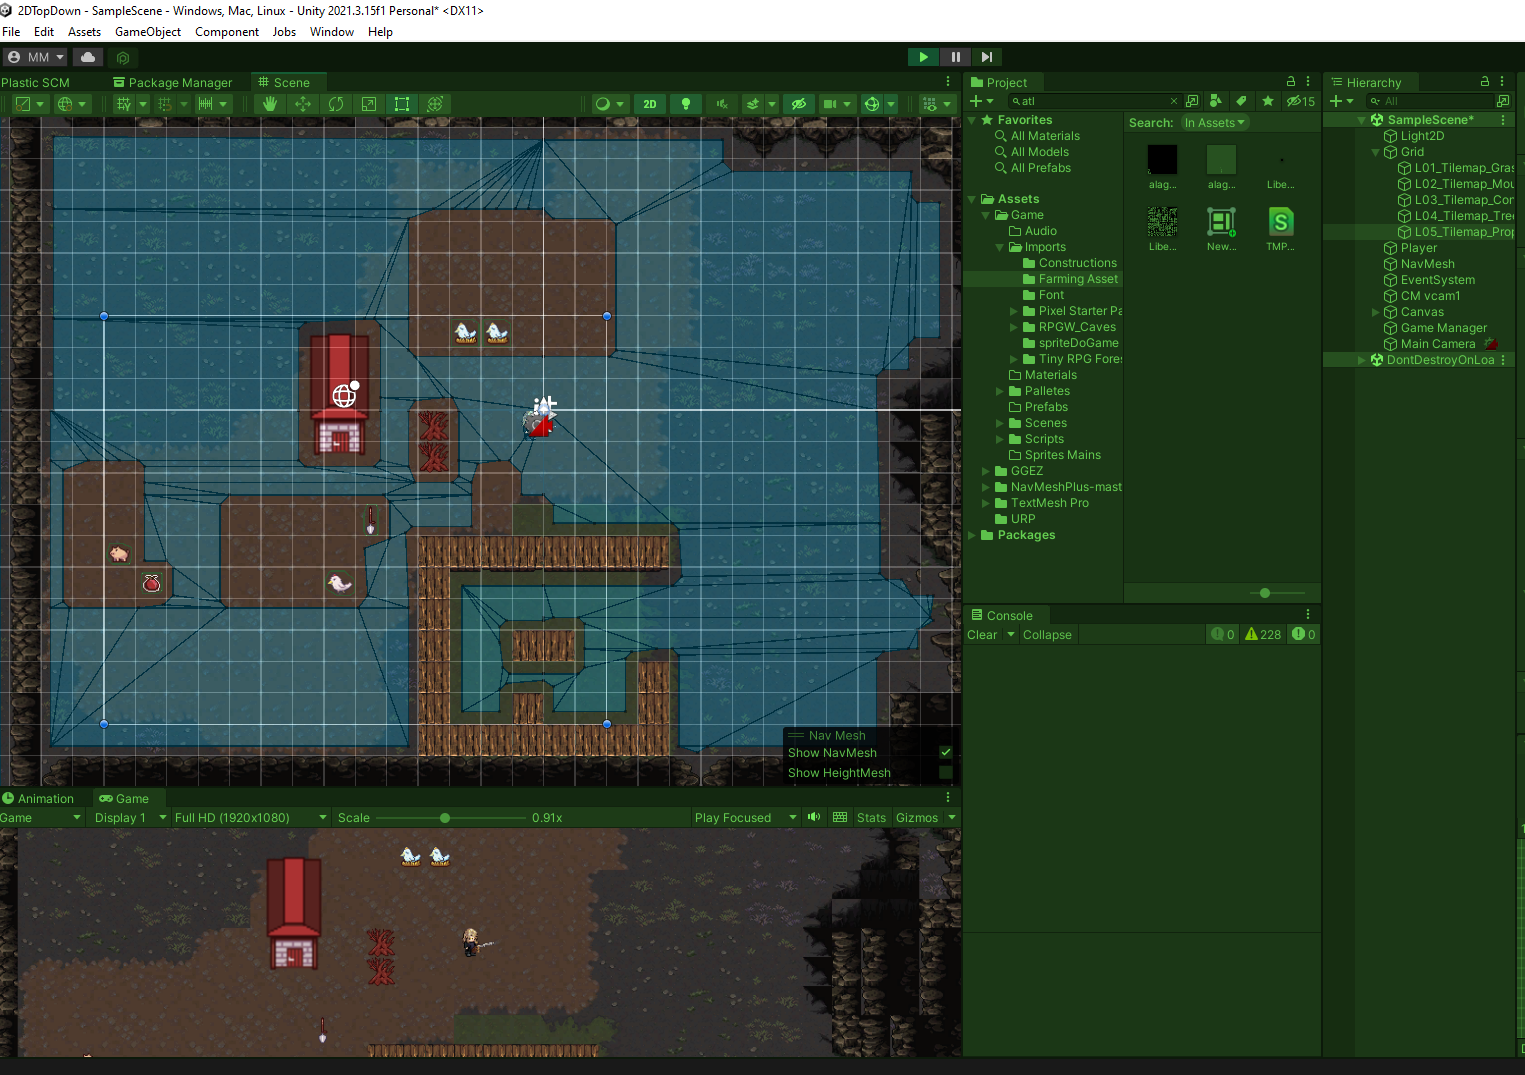 2DTopDown - SampleScene - Windows, Mac, Linux - Unity 2021.3.15f1 Personal* <DX11>
File Edit Assets GameObject Component Jobs Window Help
MM
Plastic SCM Package Manager Scene
2D
Nav Mesh
Show NavMesh
Show HeightMesh
Animation Game
Game Display 1 Full HD (1920x1080) Scale 0.91x Play Focused Stats Gizmos
Project
atl 15
Favorites
All Materials
All Models
All Prefabs
Assets
Game
Audio
Imports
Constructions
Farming Asset
Font
Pixel Starter Pa
RPGW_Caves
spriteDoGame
Tiny RPG Fores
Materials
Palletes
Prefabs
Scenes
Scripts
Sprites Mains
GGEZ
NavMeshPlus-mast
TextMesh Pro
URP
Packages
Search: In Assets
alag... alag... Libe...
Libe... New... TMP...
Console
Clear Collapse 0 228 0
Hierarchy
All
SampleScene*
Light2D
Grid
L01_Tilemap_Gras
L02_Tilemap_Mou
L03_Tilemap_Con
L04_Tilemap_Tree
L05_Tilemap_Prop
Player
NavMesh
EventSystem
CM vcam1
Canvas
Game Manager
Main Camera
DontDestroyOnLoa